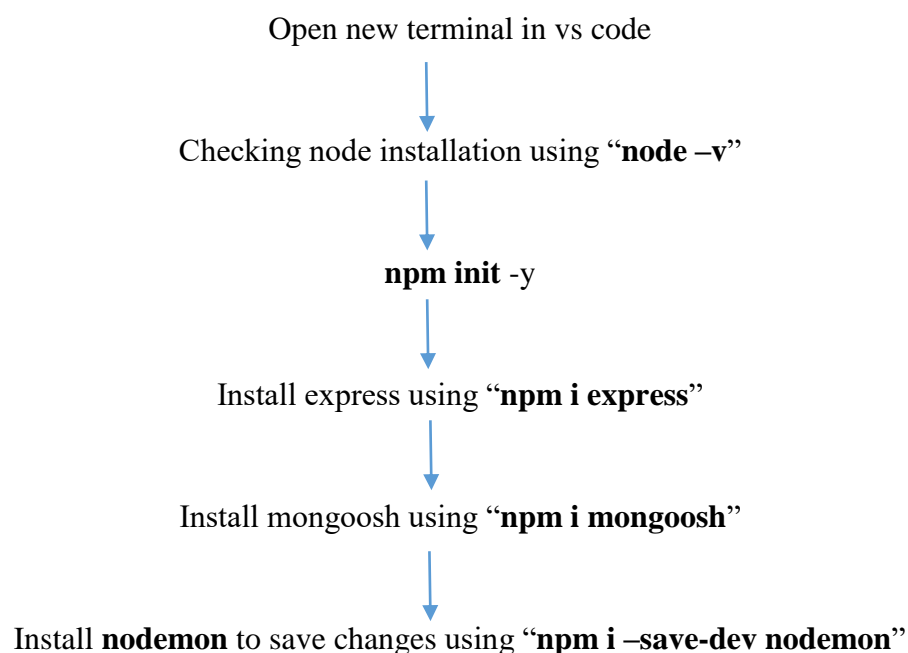 Open new terminal in vs code
Checking node installation using “node –v”
npm init -y
Install express using “npm i express”
Install mongoosh using “npm i mongoosh”
Install nodemon to save changes using “npm i –save-dev nodemon”